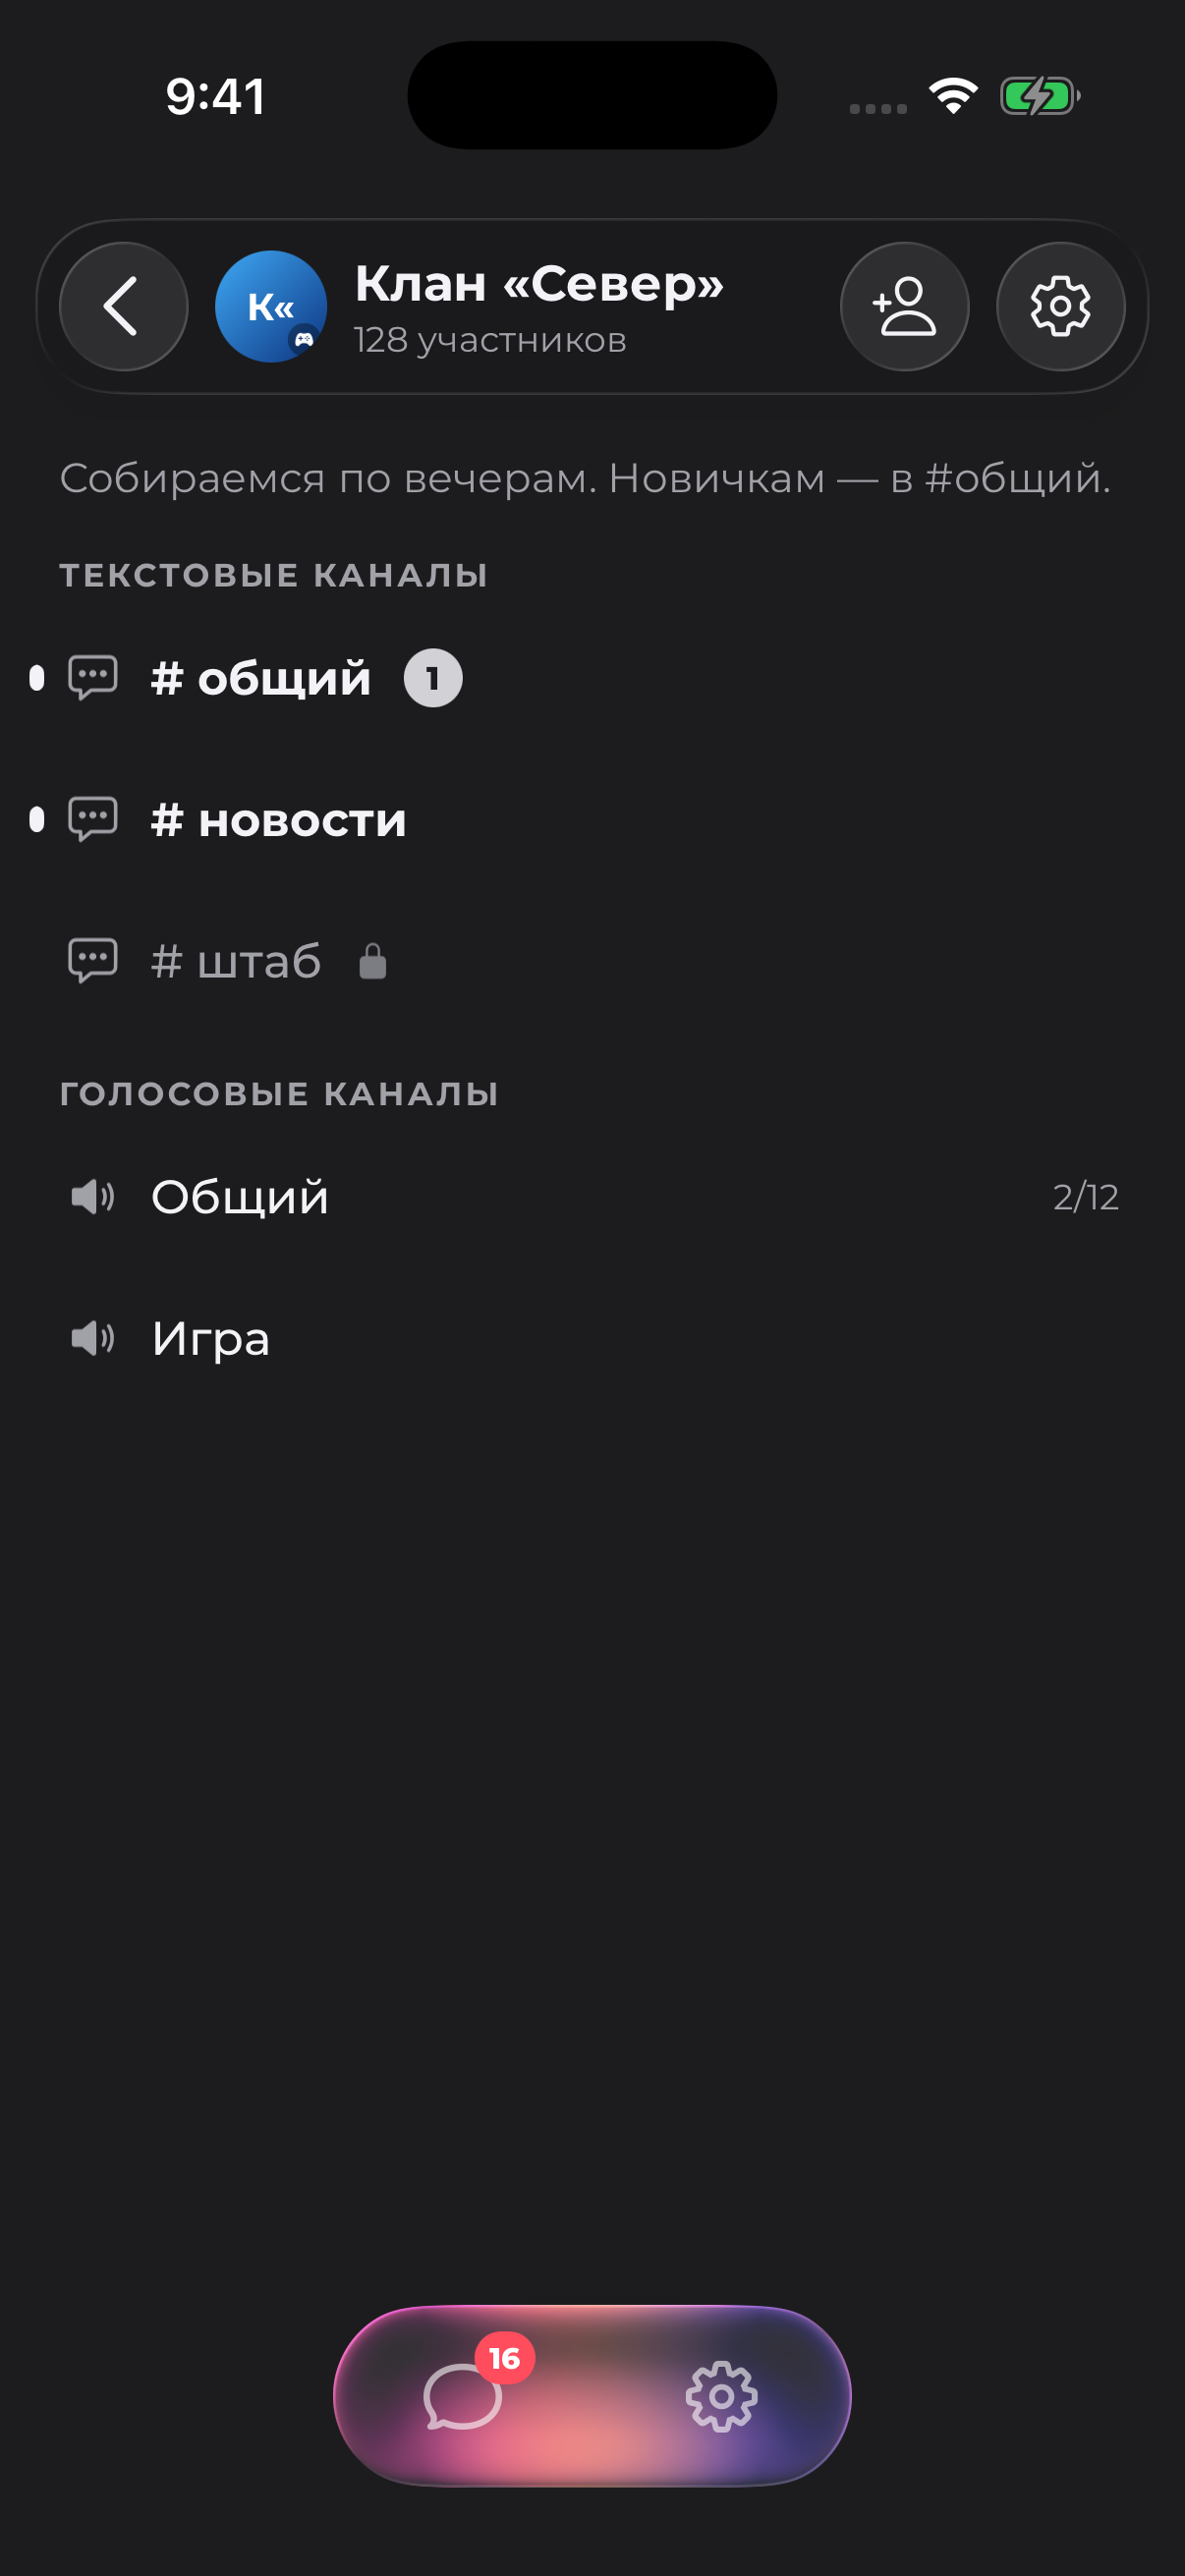 9:41
К«
Клан «Север»
128 участников
Собираемся по вечерам. Новичкам — в #общий.
ТЕКСТОВЫЕ КАНАЛЫ
# общий 1
# новости
# штаб
ГОЛОСОВЫЕ КАНАЛЫ
Общий 2/12
Игра
16